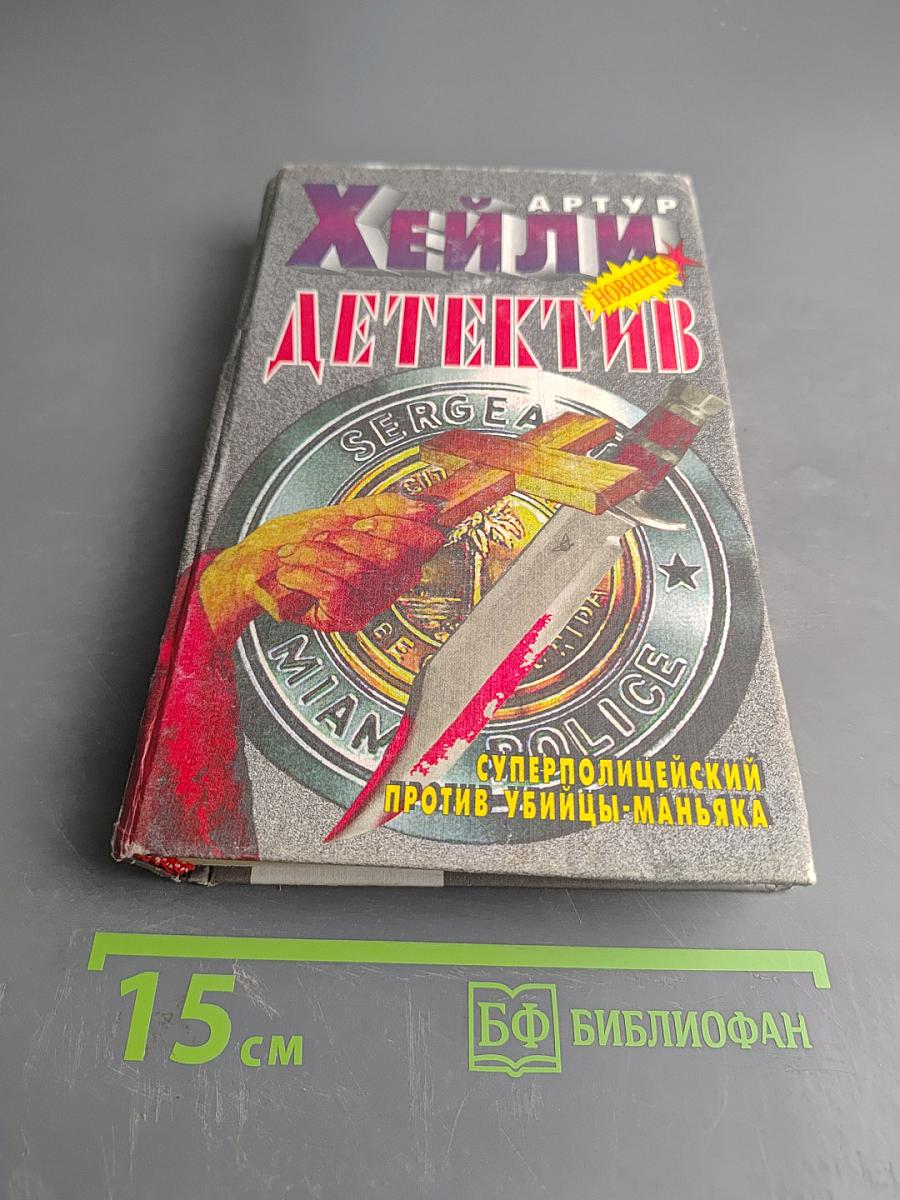 АРТУР
ХЕЙЛИ
НОВИНКА
ДЕТЕКТИВ
SERGEA
MIAM
POLICE
СУПЕРПОЛИЦЕЙСКИЙ
ПРОТИВ УБИЙЦЫ-МАНЬЯКА
15 см
БФ БИБЛИОФАН